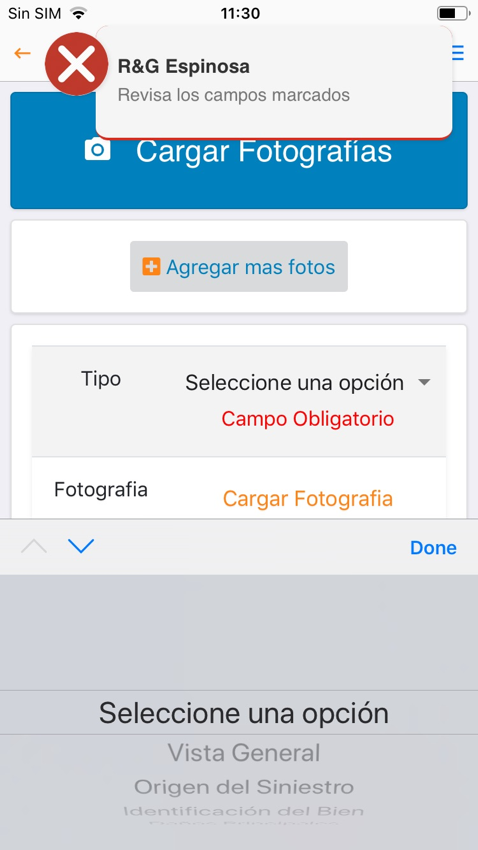 Sin SIM 11:30
R&G Espinosa
Revisa los campos marcados
Cargar Fotografías
Agregar mas fotos
Tipo
Seleccione una opción
Campo Obligatorio
Fotografia
Cargar Fotografia
Done
Seleccione una opción
Vista General
Origen del Siniestro
Identificación del Bien